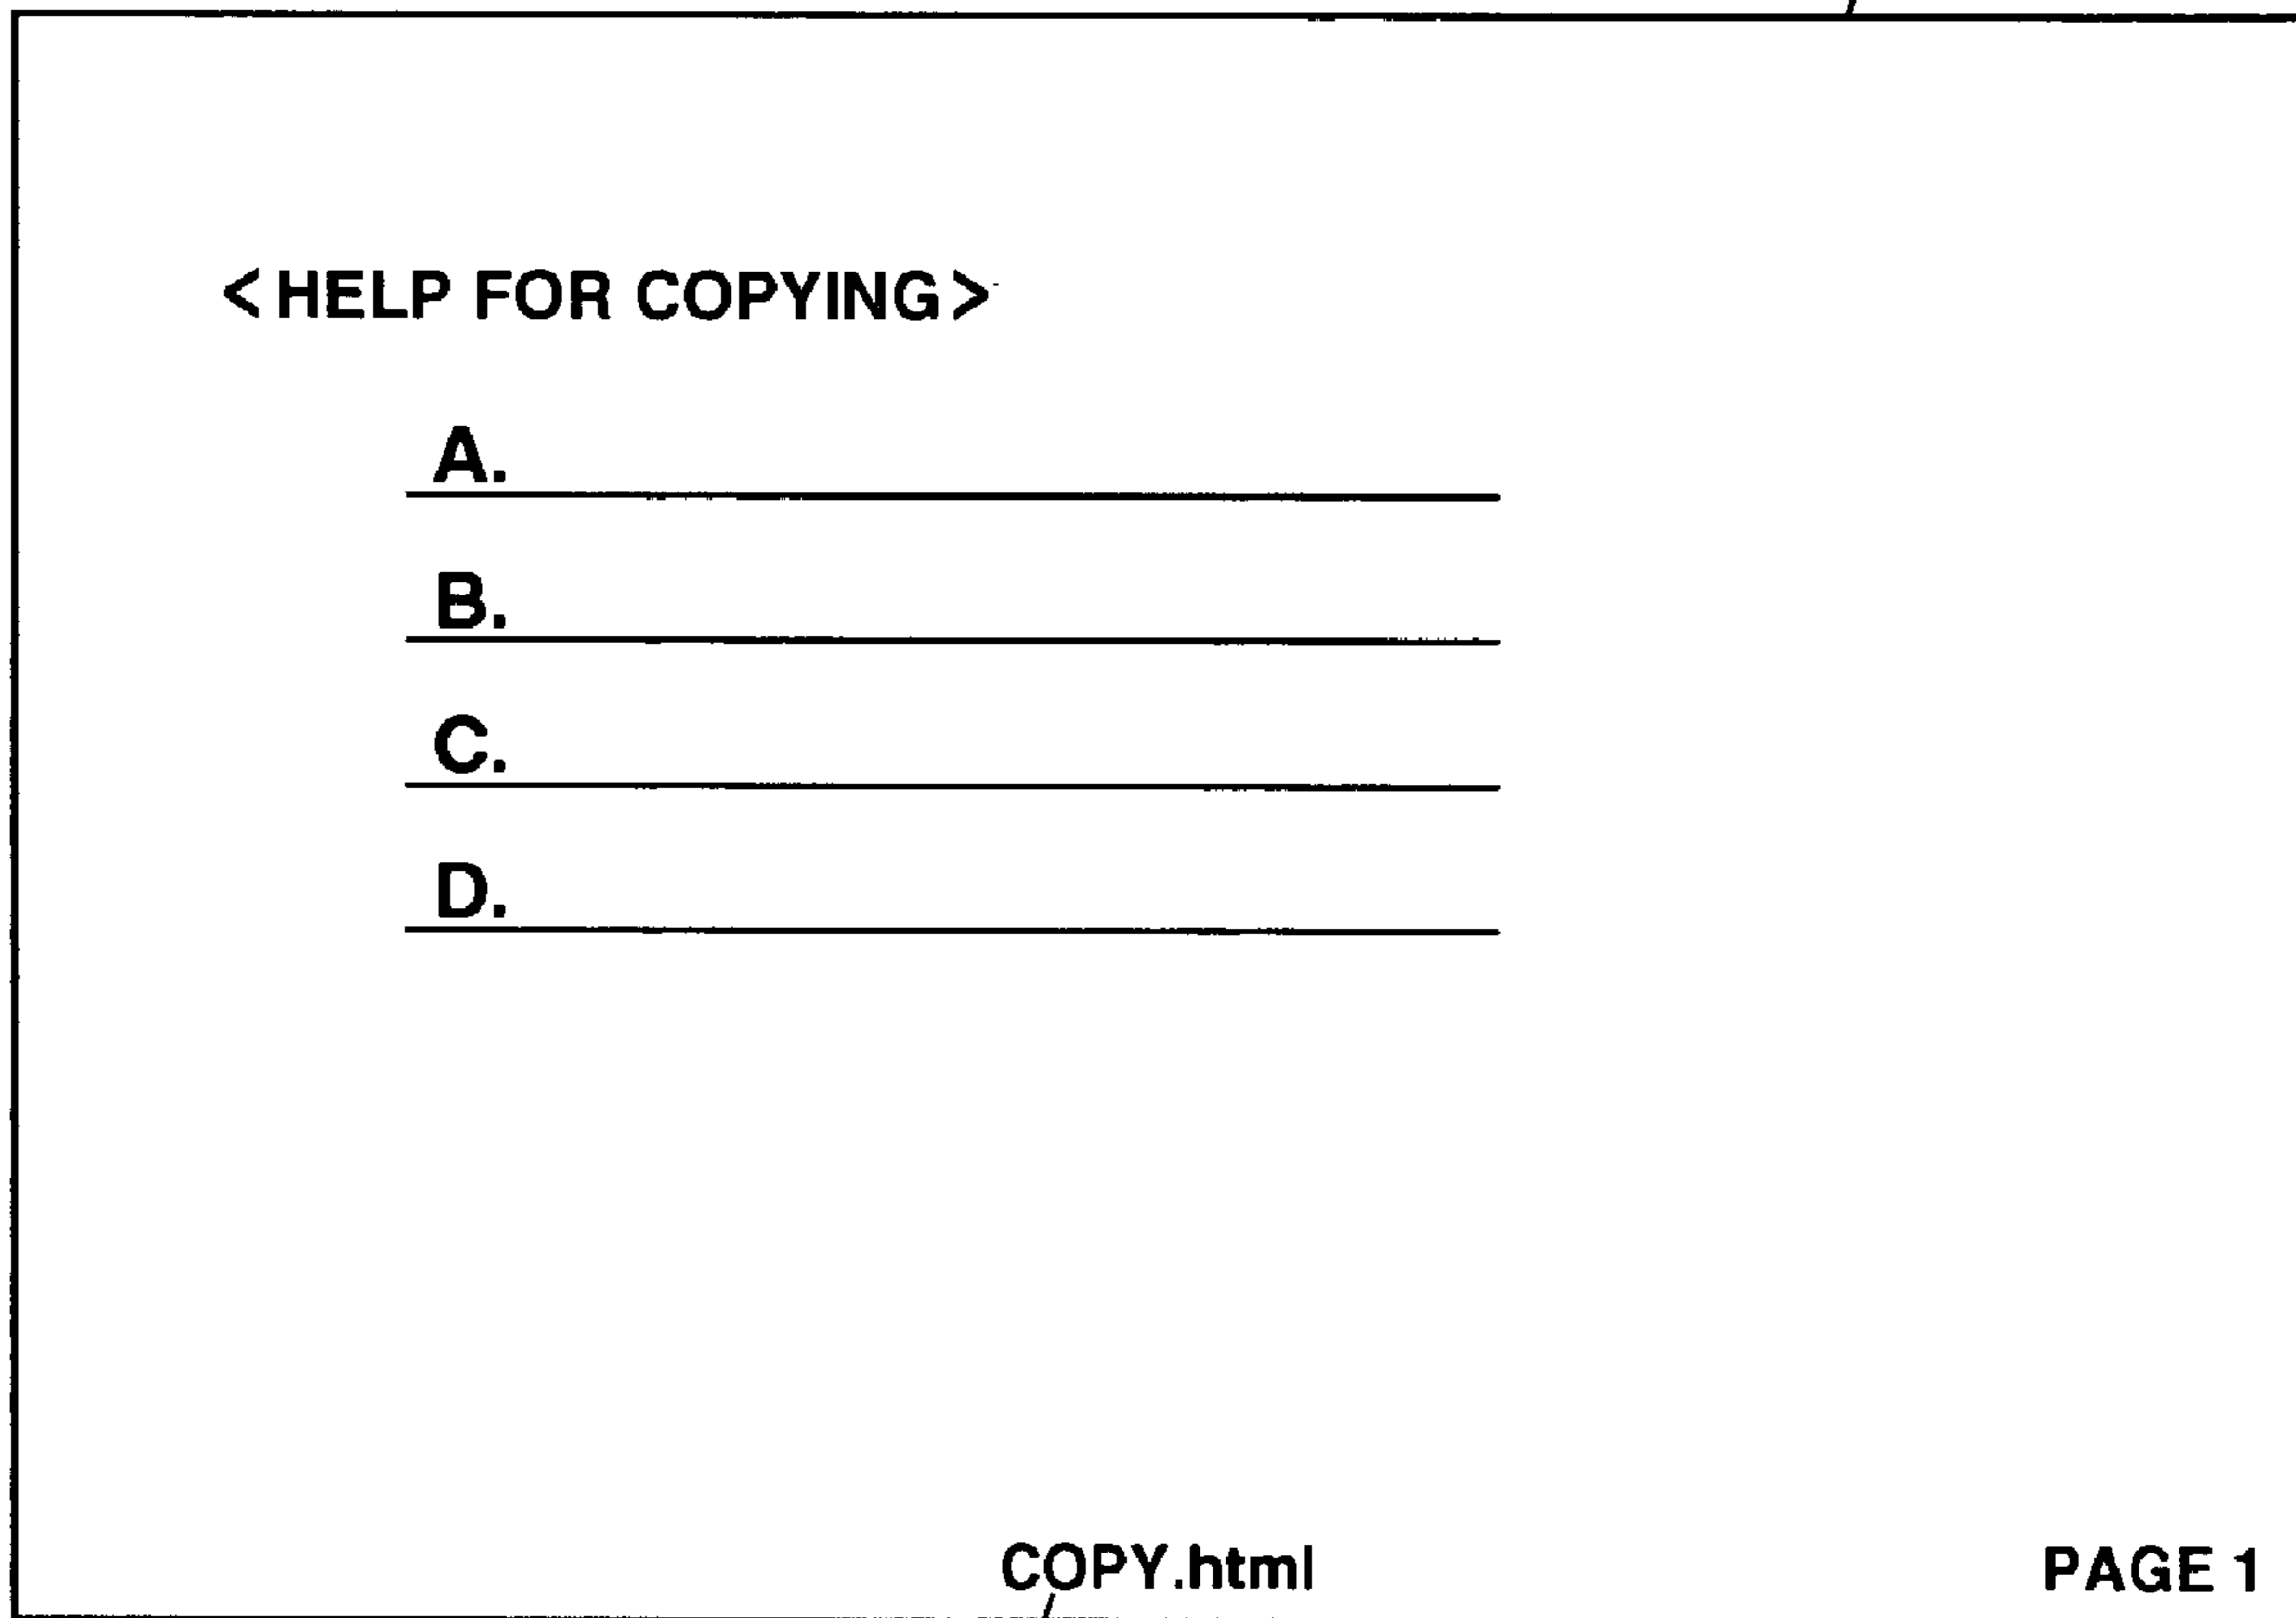 <HELP FOR COPYING>
A.
B.
C.
D.
COPY.html
PAGE 1